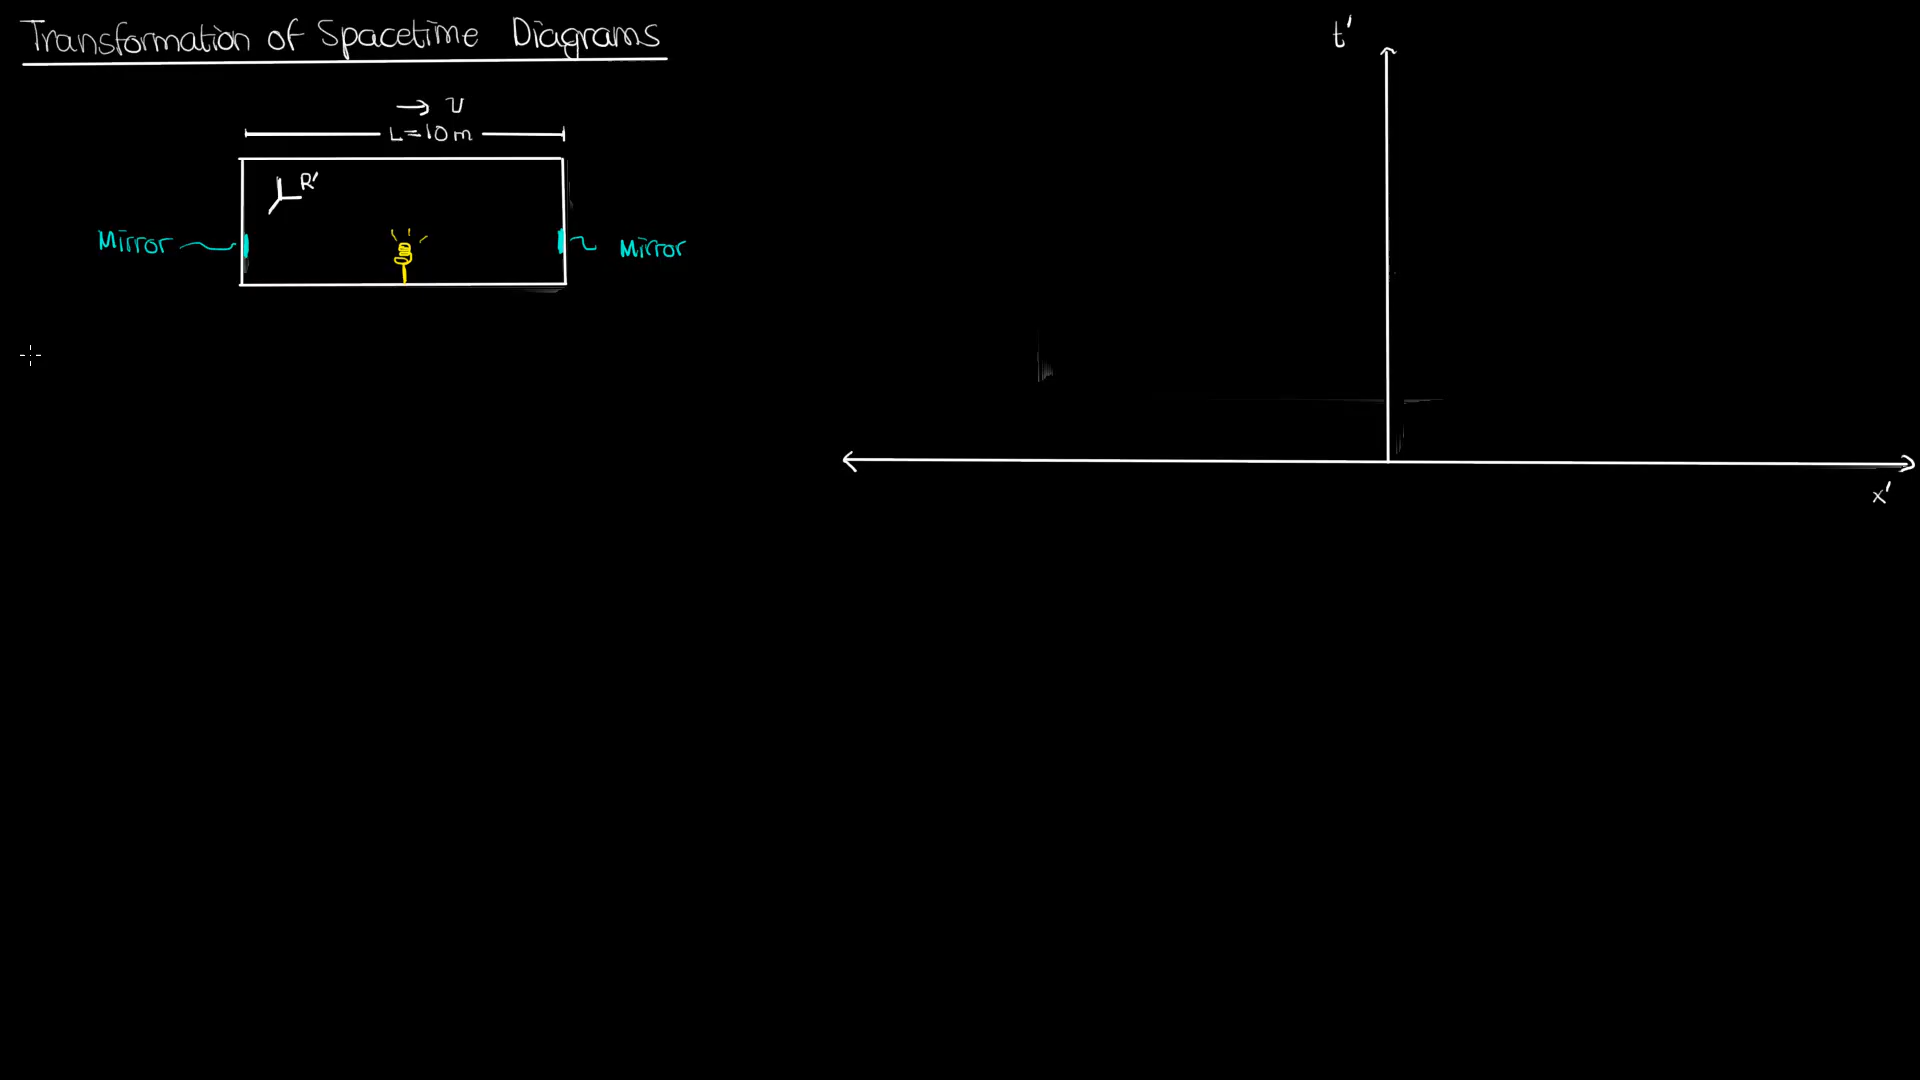 Transformation of Spacetime Diagrams
→ v
L=10m
R'
Mirror
Mirror
t'
x'